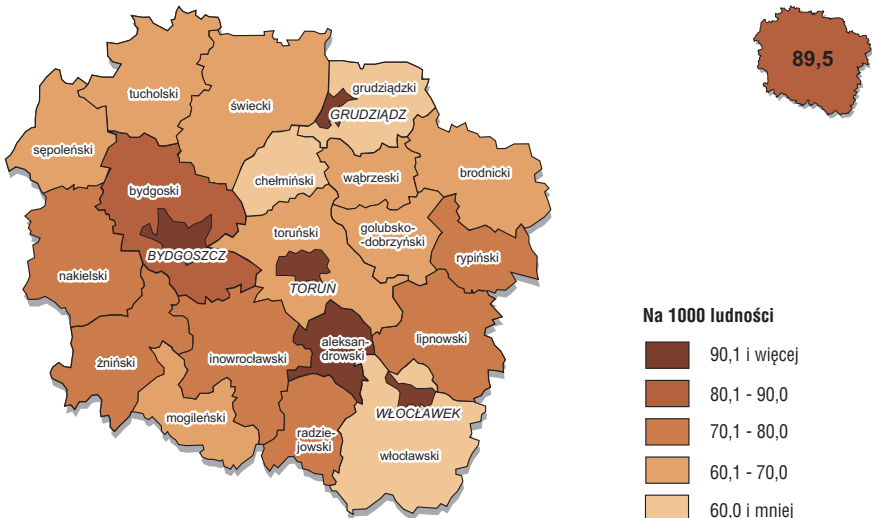 89,5
tucholski
świecki
grudziądzki
GRUDZIĄDZ
sępoleński
chełmiński
wąbrzeski
brodnicki
bydgoski
BYDGOSZCZ
toruński
TORUŃ
golubsko-
-dobrzyński
rypiński
nakielski
żniński
inowrocławski
aleksan-
drowski
lipnowski
mogileński
radzie-
jowski
WŁOCŁAWEK
włocławski
Na 1000 ludności
90,1 i więcej
80,1 - 90,0
70,1 - 80,0
60,1 - 70,0
60,0 i mniej